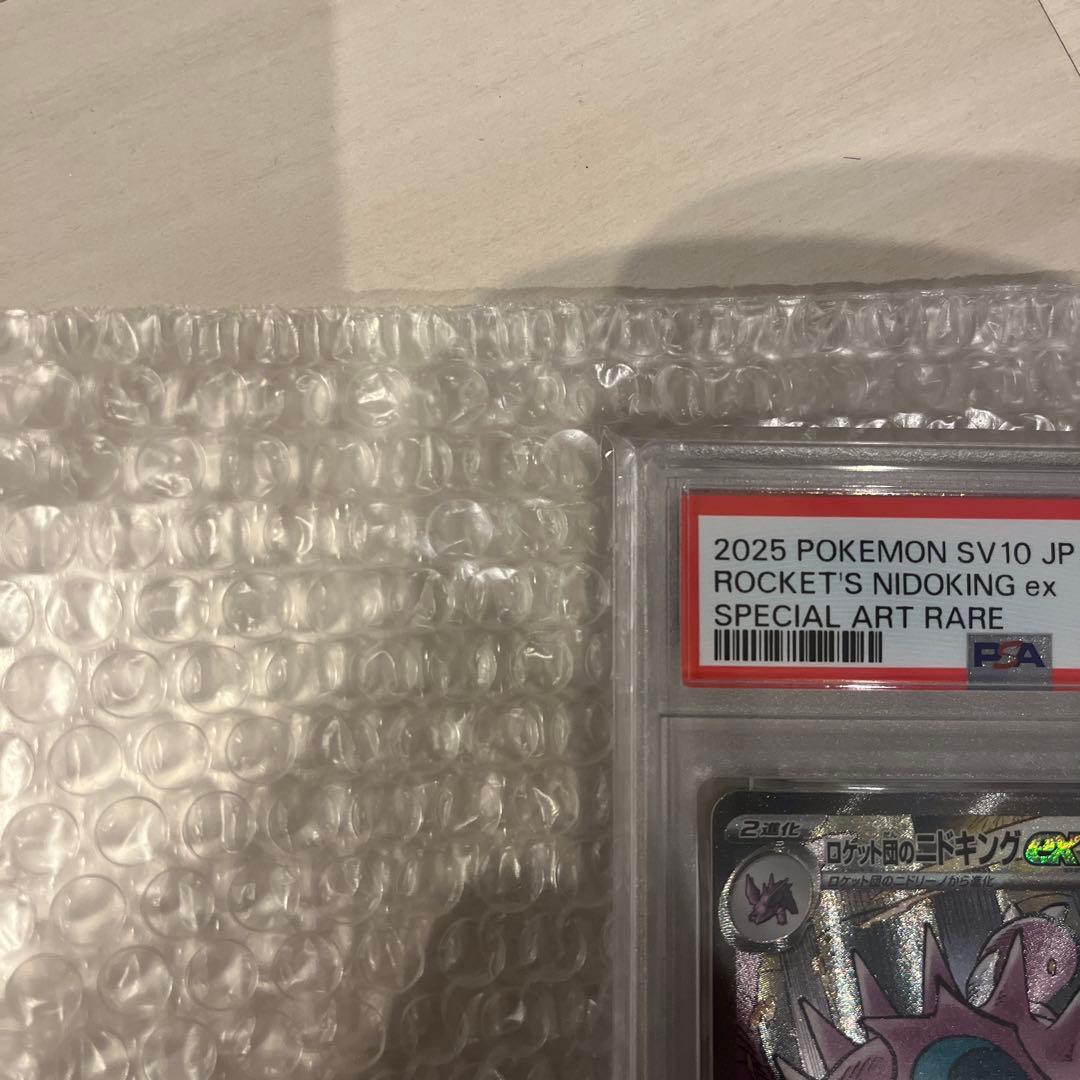 2025 POKEMON SV10 JP
ROCKET'S NIDOKING ex
SPECIAL ART RARE
PSA
2進化
ロケット団のニドキングex
ロケット団のニドリーノから進化